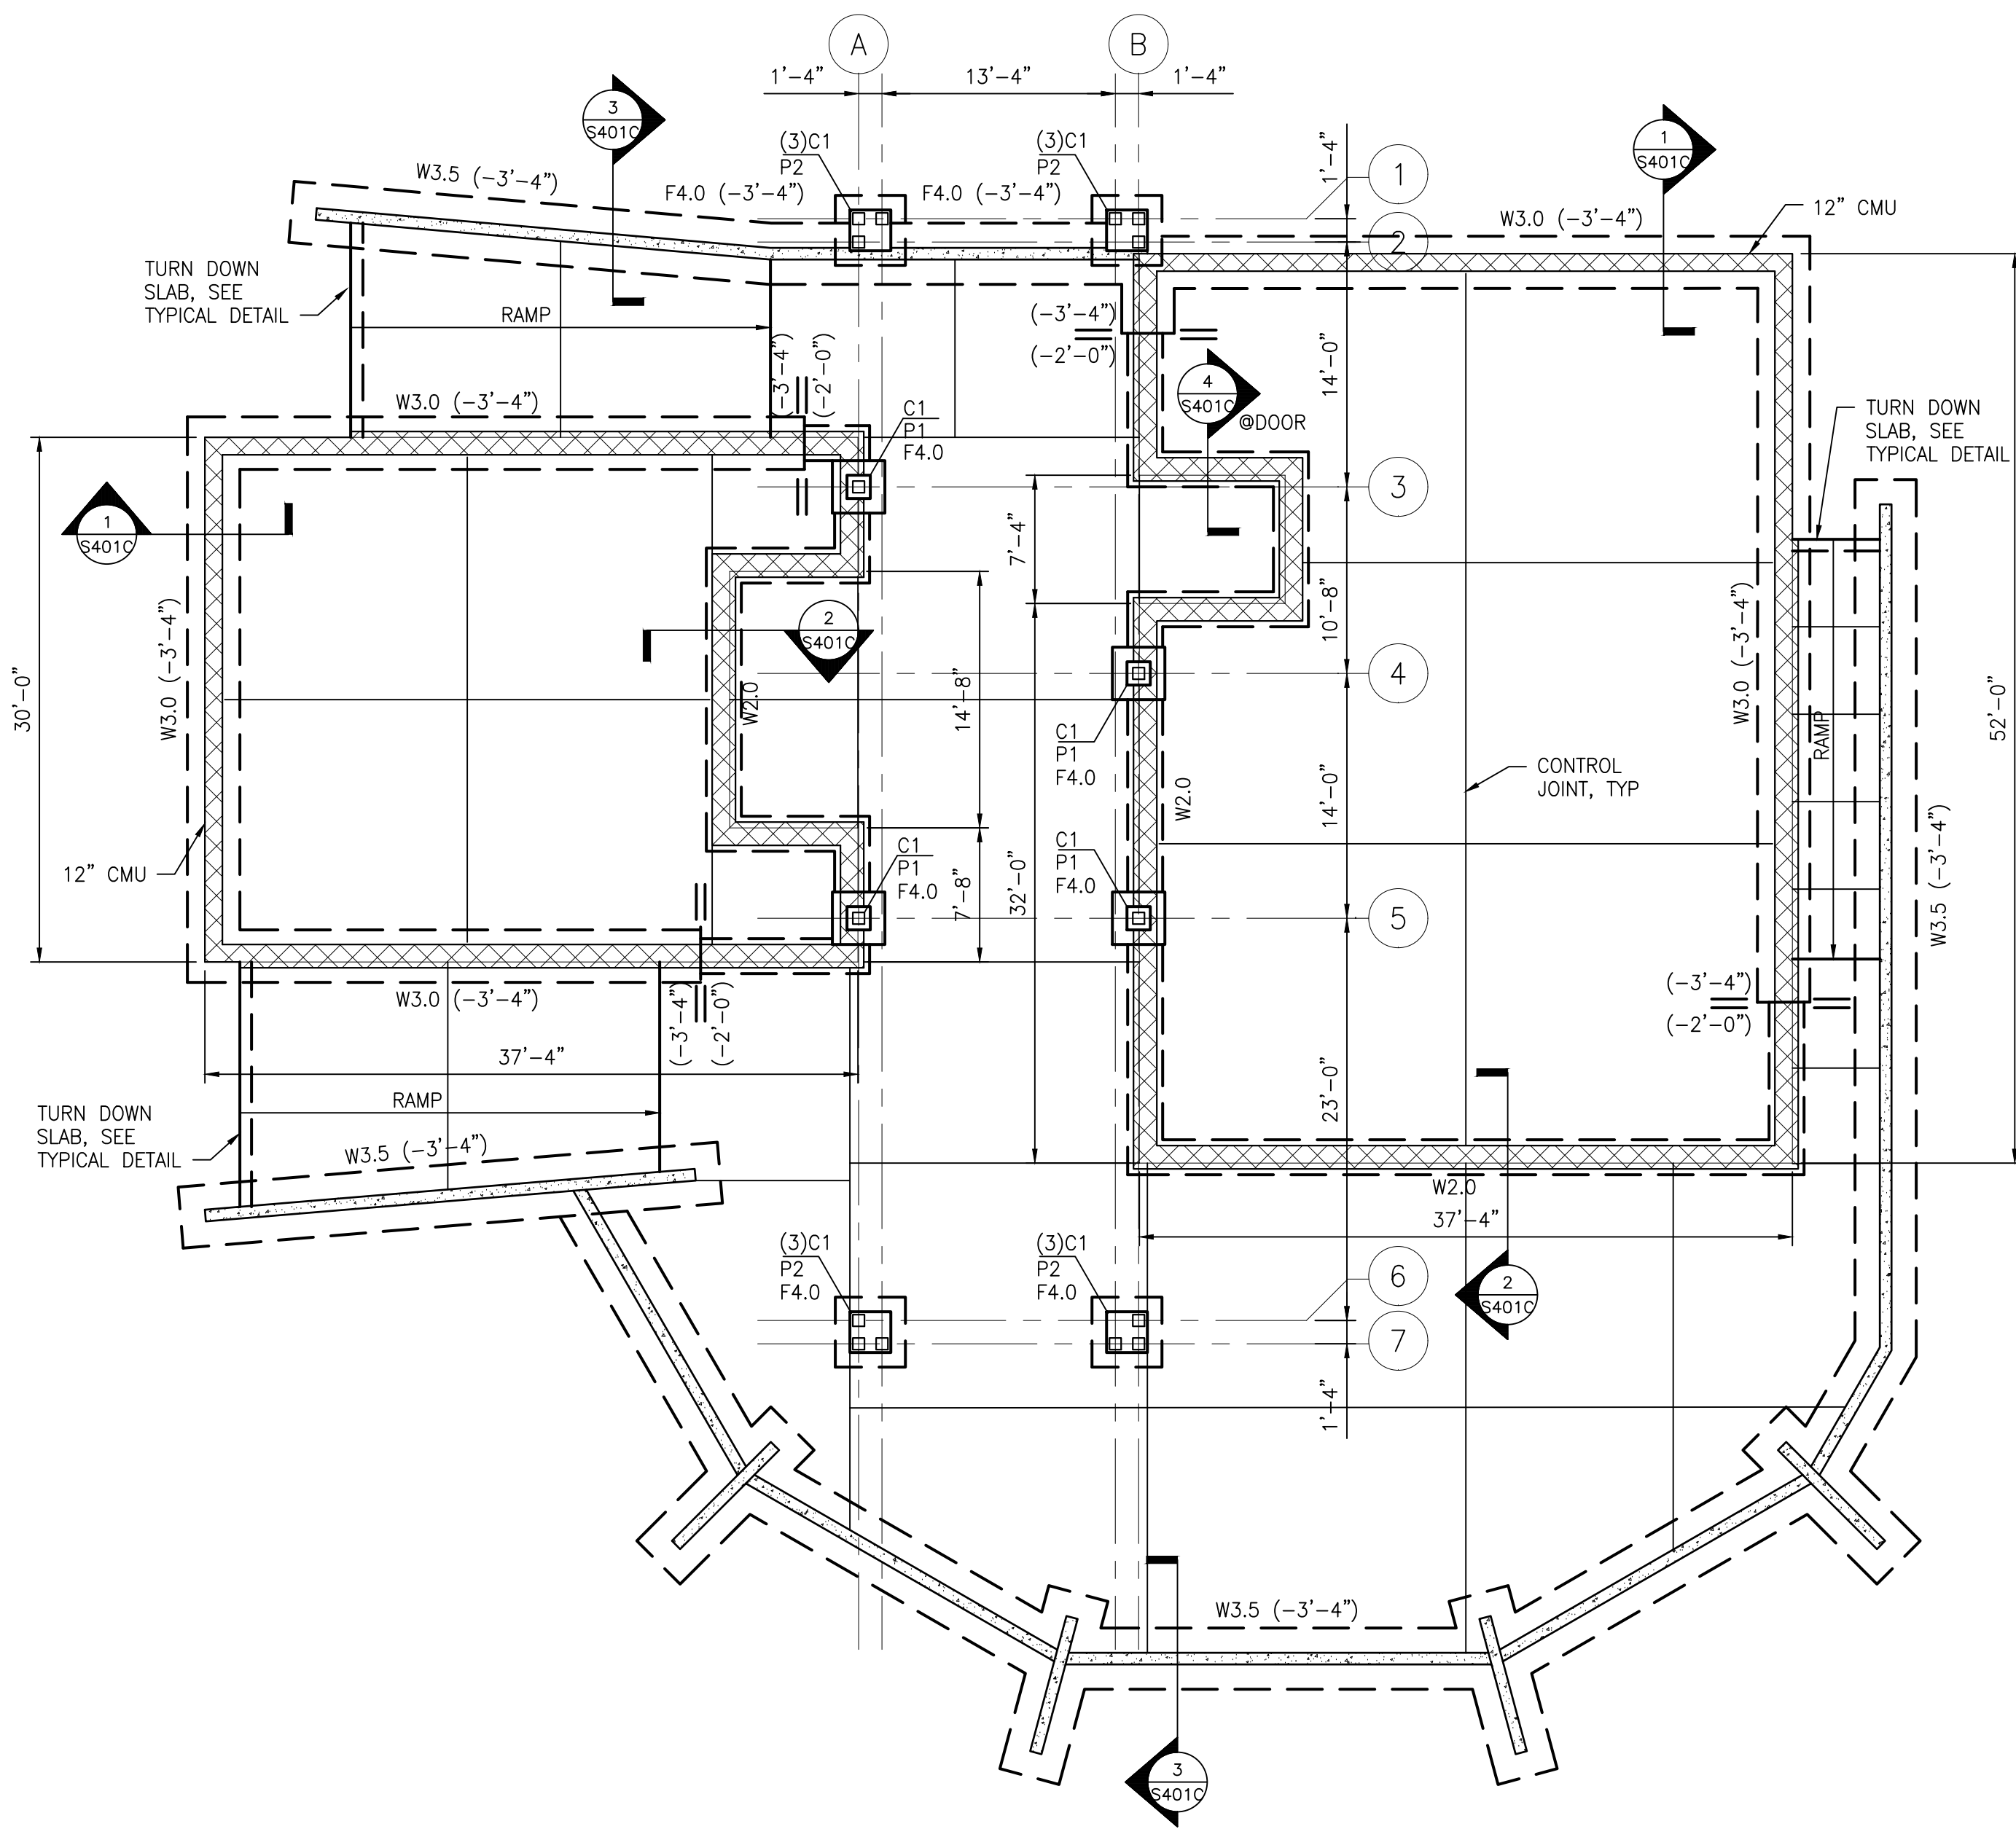 A
B
1'-4"
13'-4"
1'-4"
3
S401C
(3)C1
P2
(3)C1
P2
1'-4"
1
1
S401C
W3.5 (-3'-4")
F4.0 (-3'-4")
F4.0 (-3'-4")
W3.0 (-3'-4")
12" CMU
2
TURN DOWN
SLAB, SEE
TYPICAL DETAIL
RAMP
(-3'-4")
(-2'-0")
(-3'-4")
(-2'-0")
14'-0"
4
S401C
@DOOR
W3.0 (-3'-4")
C1
P1
F4.0
TURN DOWN
SLAB, SEE
TYPICAL DETAIL
3
1
S401C
7'-4"
10'-8"
2
S401C
W3.0 (-3'-4")
30'-0"
W2.0
14'-8"
4
W3.0 (-3'-4")
RAMP
52'-0"
C1
P1
F4.0
W2.0
14'-0"
CONTROL
JOINT, TYP
12" CMU
C1
P1
F4.0
C1
P1
F4.0
W3.5 (-3'-4")
7'-8"
32'-0"
5
W3.0 (-3'-4")
(-3'-4")
(-2'-0")
(-3'-4")
(-2'-0")
37'-4"
23'-0"
RAMP
TURN DOWN
SLAB, SEE
TYPICAL DETAIL
W3.5 (-3'-4")
W2.0
37'-4"
(3)C1
P2
F4.0
(3)C1
P2
F4.0
6
2
S401C
7
1'-4"
W3.5 (-3'-4")
3
S401C